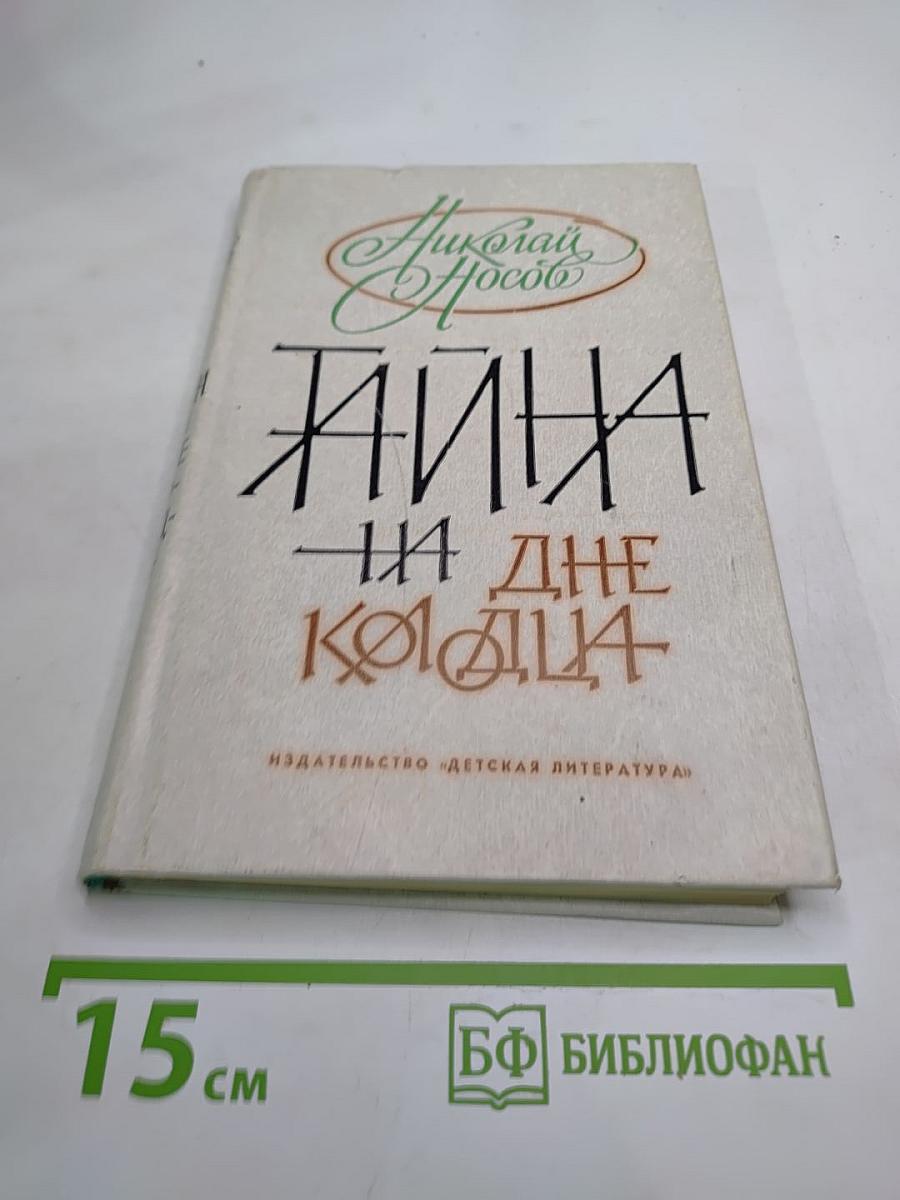 Николай
Носов
ТАЙНА
НА ДНЕ
КОЛОДЦА
ИЗДАТЕЛЬСТВО «ДЕТСКАЯ ЛИТЕРАТУРА»
15 см
БФ БИБЛИОФАН